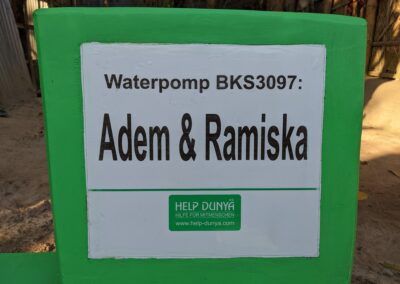 Waterpomp BKS3097:
Adem & Ramiska
HELP DUNYA
HILFE FÜR MITMENSCHEN
www.help-dunya.com